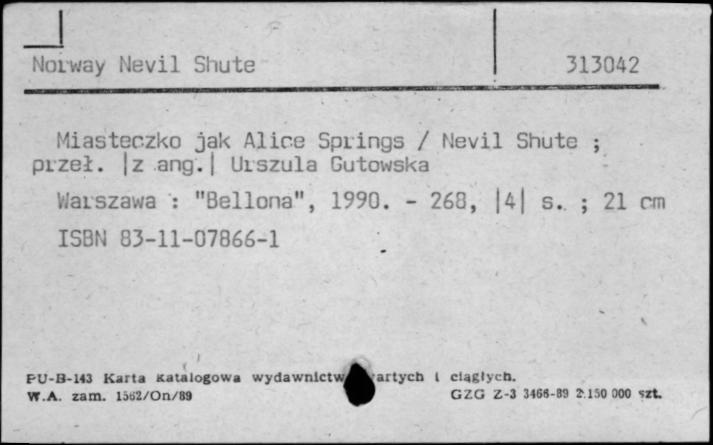 Norway Nevil Shute 313042
Miasteczko jak Alice Springs / Nevil Shute ;
przeł. |z ang.| Urszula Gutowska
Warszawa : "Bellona", 1990. - 268, |4| s. ; 21 cm
ISBN 83-11-07866-1
PU-B-143 Karta katalogowa wydawnictw artych i ciągłych.
W.A. zam. 1562/On/89 GZG Z-3 3466-89 2.150 000 szt.